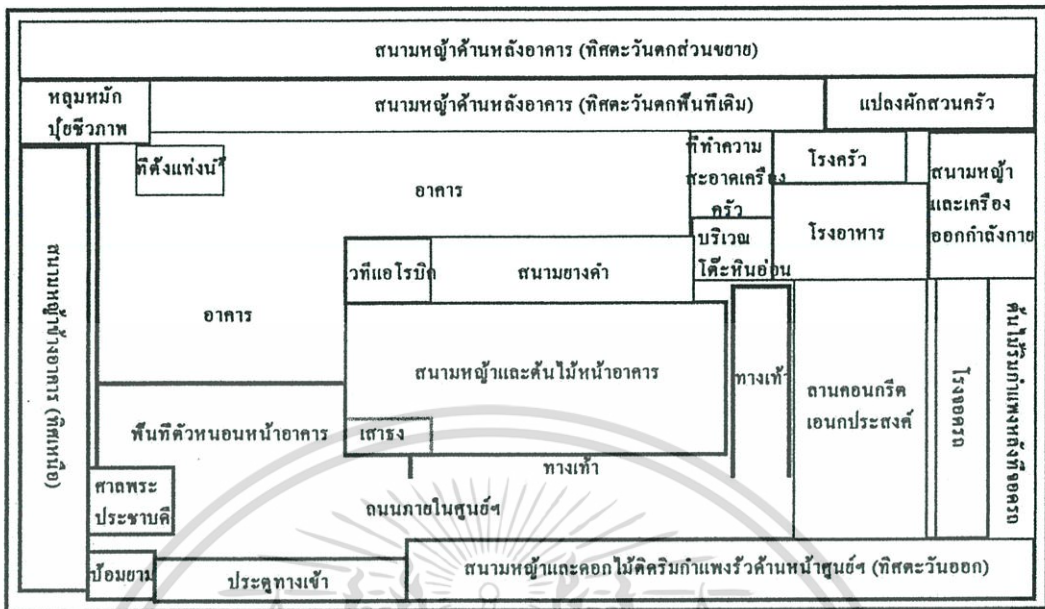 สนามหญ้าด้านหลังอาคาร (ทิศตะวันตกส่วนขยาย)
หลุมหมัก
ปุ๋ยชีวภาพ
สนามหญ้าด้านหลังอาคาร (ทิศตะวันตกพื้นที่เดิม)
แปลงผักสวนครัว
ที่ตั้งแท่งน้ำ
อาคาร
ที่ทำความ
สะอาดเครื่อง
ครัว
โรงครัว
สนามหญ้า
และเครื่อง
ออกกำลังกาย
บริเวณ
โต๊ะหินอ่อน
โรงอาหาร
เวทีแอโรบิก
สนามยางดำ
อาคาร
สนามหญ้าข้างอาคาร (ทิศเหนือ)
สนามหญ้าและต้นไม้หน้าอาคาร
ทางเท้า
ลานคอนกรีต
เอนกประสงค์
โรงจอดรถ
ต้นไม้ริมกำแพงหลังที่จอดรถ
พื้นที่ตัวหนอนหน้าอาคาร
เสาธง
ทางเท้า
ศาลพระ
ประชาบดี
ถนนภายในศูนย์ฯ
ป้อมยาม
ประตูทางเข้า
สนามหญ้าและดอกไม้ติดริมกำแพงรั้วด้านหน้าศูนย์ฯ (ทิศตะวันออก)